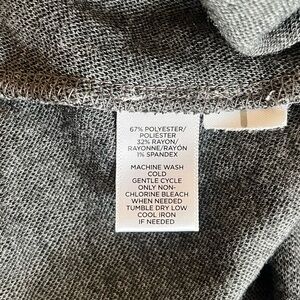 67% POLYESTER/
POLIESTER
32% RAYON/
RAYONNE/RAYÓN
1% SPANDEX
MACHINE WASH
COLD
GENTLE CYCLE
ONLY NON-
CHLORINE BLEACH
WHEN NEEDED
TUMBLE DRY LOW
COOL IRON
IF NEEDED